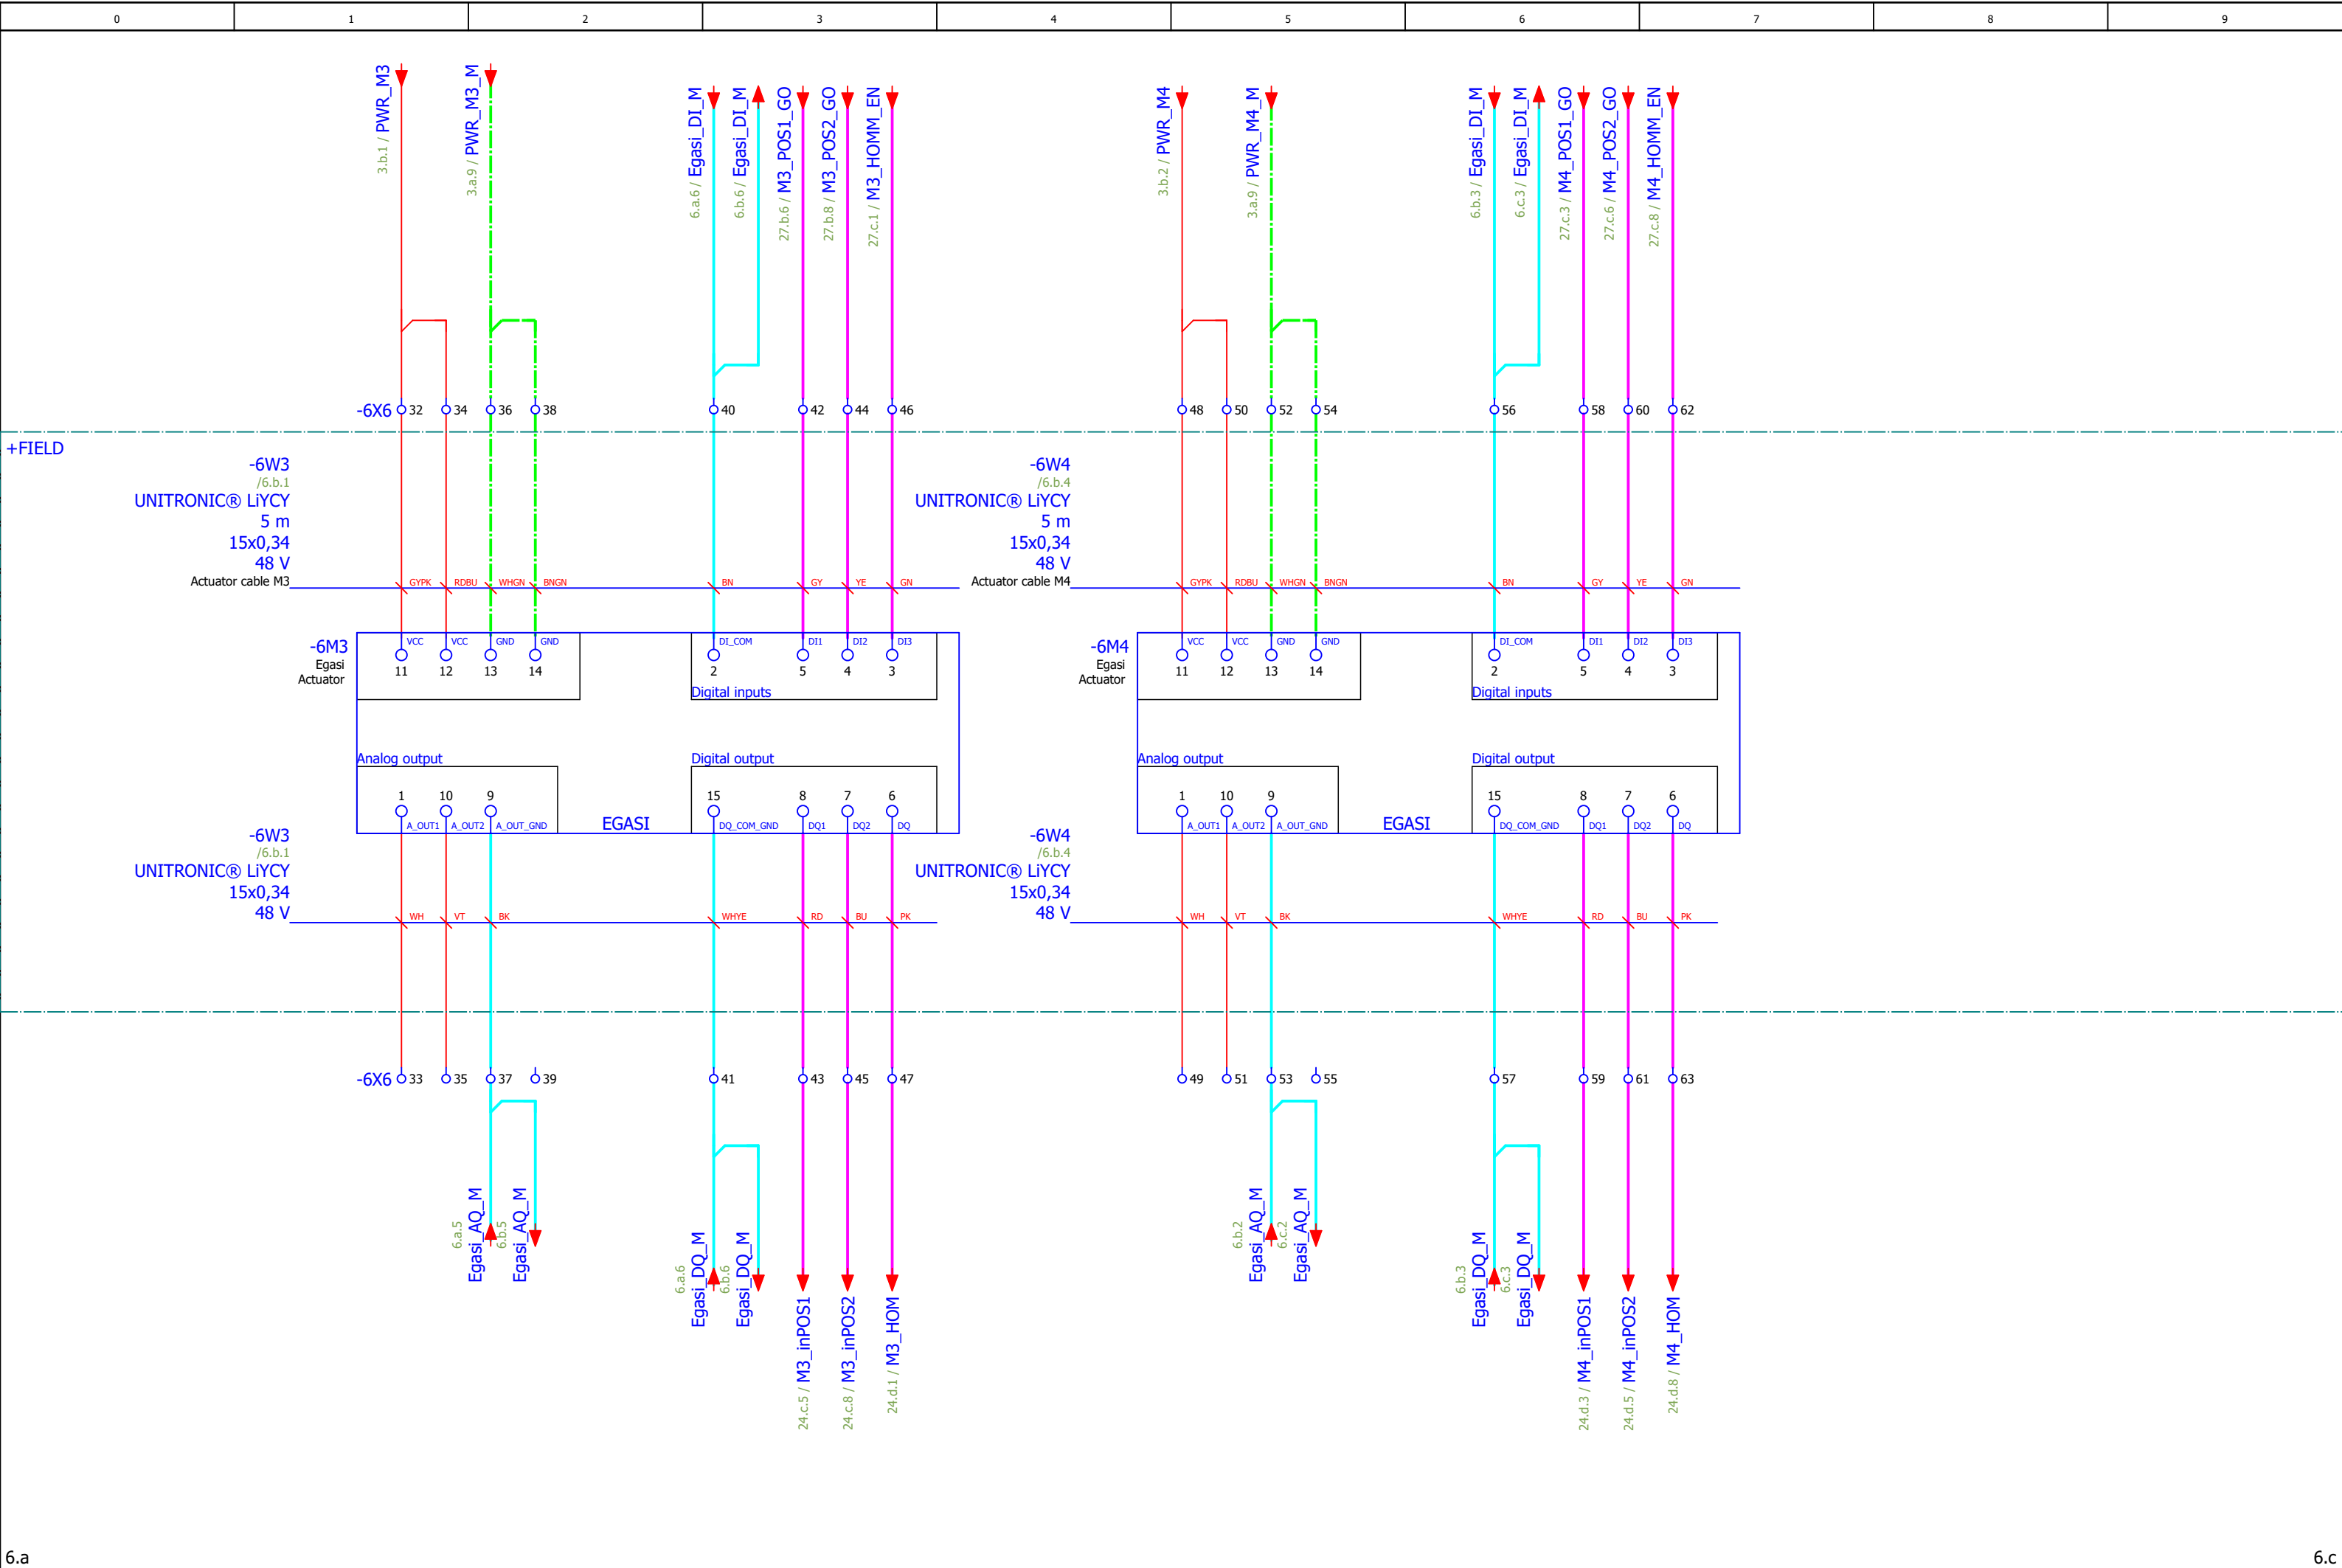 0 1 2 3 4 5 6 7 8 9
3.b.1 / PWR_M3
3.a.9 / PWR_M3_M
6.a.6 / Egasi_DI_M
6.b.6 / Egasi_DI_M
27.b.6 / M3_POS1_GO
27.b.8 / M3_POS2_GO
27.c.1 / M3_HOMM_EN
3.b.2 / PWR_M4
3.a.9 / PWR_M4_M
6.b.3 / Egasi_DI_M
6.c.3 / Egasi_DI_M
27.c.3 / M4_POS1_GO
27.c.6 / M4_POS2_GO
27.c.8 / M4_HOMM_EN
-6X6 32 34 36 38 40 42 44 46 48 50 52 54 56 58 60 62
+FIELD
-6W3
/6.b.1
UNITRONIC® LiYCY
5 m
15x0,34
48 V
Actuator cable M3
GYPK RDBU WHGN BNGN BN GY YE GN
-6W4
/6.b.4
UNITRONIC® LiYCY
5 m
15x0,34
48 V
Actuator cable M4
GYPK RDBU WHGN BNGN BN GY YE GN
-6M3
Egasi
Actuator
VCC VCC GND GND DI_COM DI1 DI2 DI3
11 12 13 14 2 5 4 3
Digital inputs
Analog output
Digital output
1 10 9 15 8 7 6
A_OUT1 A_OUT2 A_OUT_GND EGASI DQ_COM_GND DQ1 DQ2 DQ
-6M4
Egasi
Actuator
VCC VCC GND GND DI_COM DI1 DI2 DI3
11 12 13 14 2 5 4 3
Digital inputs
Analog output
Digital output
1 10 9 15 8 7 6
A_OUT1 A_OUT2 A_OUT_GND EGASI DQ_COM_GND DQ1 DQ2 DQ
-6W3
/6.b.1
UNITRONIC® LiYCY
15x0,34
48 V
WH VT BK WHYE RD BU PK
-6W4
/6.b.4
UNITRONIC® LiYCY
15x0,34
48 V
WH VT BK WHYE RD BU PK
-6X6 33 35 37 39 41 43 45 47 49 51 53 55 57 59 61 63
6.a.5
Egasi_AQ_M
6.b.5
Egasi_AQ_M
6.a.6
Egasi_DQ_M
6.b.6
Egasi_DQ_M
24.c.5 / M3_inPOS1
24.c.8 / M3_inPOS2
24.d.1 / M3_HOM
6.b.2
Egasi_AQ_M
6.c.2
Egasi_AQ_M
6.b.3
Egasi_DQ_M
6.c.3
Egasi_DQ_M
24.d.3 / M4_inPOS1
24.d.5 / M4_inPOS2
24.d.8 / M4_HOM
6.a
6.c